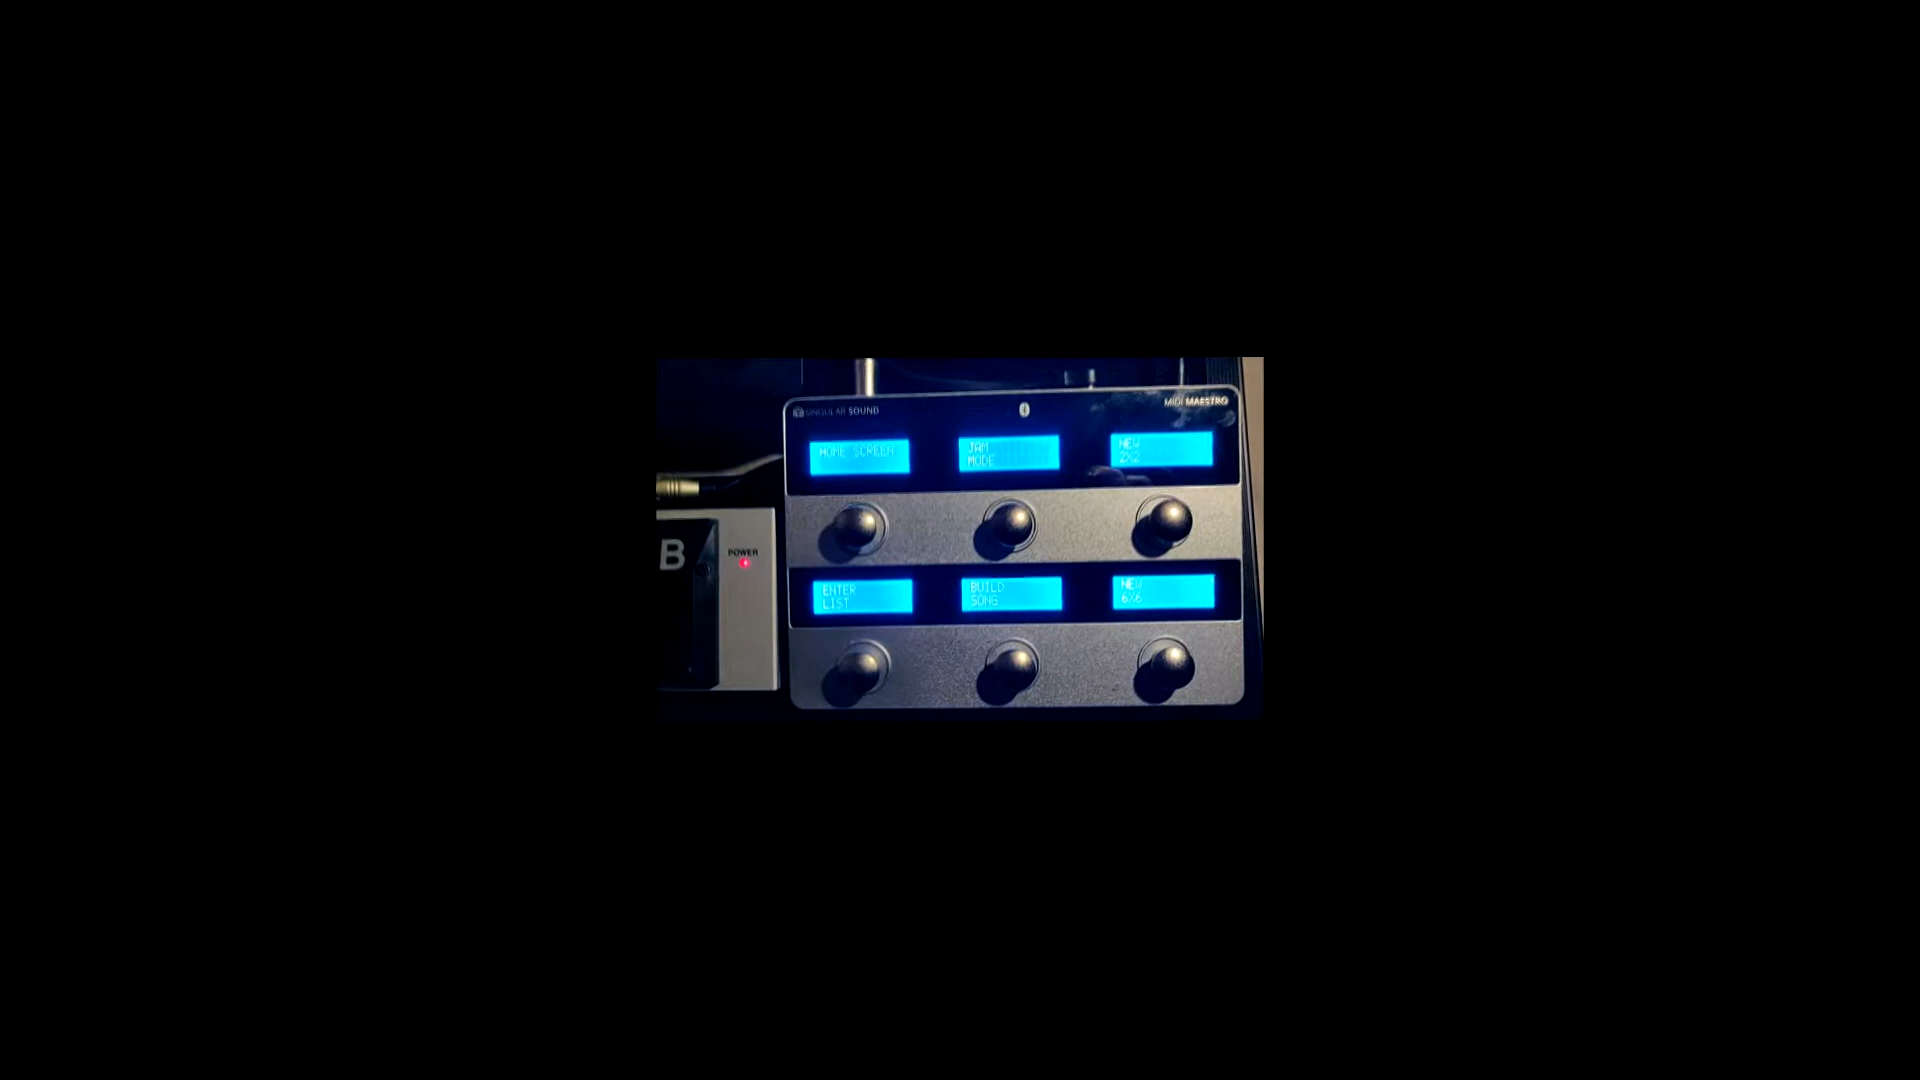 SINGULAR SOUND
MIDI MAESTRO
HOME SCREEN
JAM
MODE
NEW
2X2
B
POWER
ENTER
LIST
BUILD
SONG
NEW
6X6